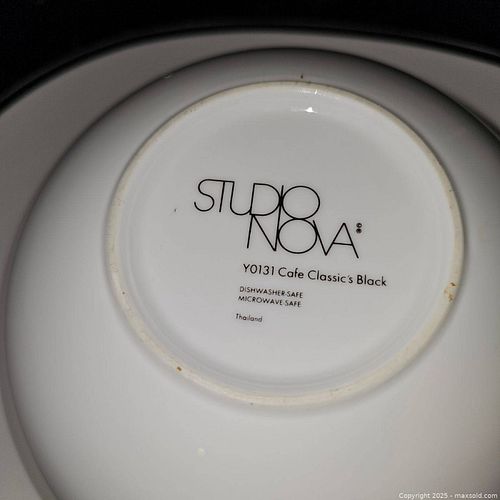 STUDIO
NOVA
Y0131 Cafe Classic's Black
DISHWASHER-SAFE
MICROWAVE-SAFE
Thailand
Copyright 2025 - maxsold.com